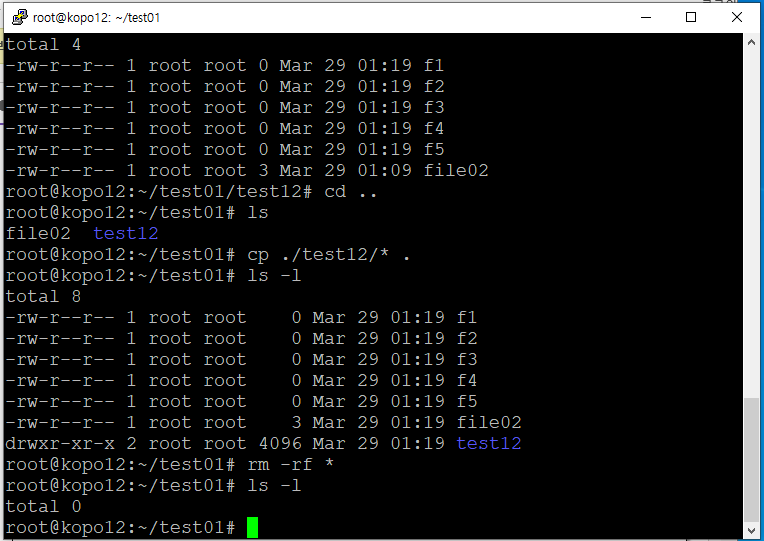 root@kopo12: ~/test01
total 4
-rw-r--r-- 1 root root 0 Mar 29 01:19 f1
-rw-r--r-- 1 root root 0 Mar 29 01:19 f2
-rw-r--r-- 1 root root 0 Mar 29 01:19 f3
-rw-r--r-- 1 root root 0 Mar 29 01:19 f4
-rw-r--r-- 1 root root 0 Mar 29 01:19 f5
-rw-r--r-- 1 root root 3 Mar 29 01:09 file02
root@kopo12:~/test01/test12# cd ..
root@kopo12:~/test01# ls
file02  test12
root@kopo12:~/test01# cp ./test12/* .
root@kopo12:~/test01# ls -l
total 8
-rw-r--r-- 1 root root    0 Mar 29 01:19 f1
-rw-r--r-- 1 root root    0 Mar 29 01:19 f2
-rw-r--r-- 1 root root    0 Mar 29 01:19 f3
-rw-r--r-- 1 root root    0 Mar 29 01:19 f4
-rw-r--r-- 1 root root    0 Mar 29 01:19 f5
-rw-r--r-- 1 root root    3 Mar 29 01:19 file02
drwxr-xr-x 2 root root 4096 Mar 29 01:19 test12
root@kopo12:~/test01# rm -rf *
root@kopo12:~/test01# ls -l
total 0
root@kopo12:~/test01#